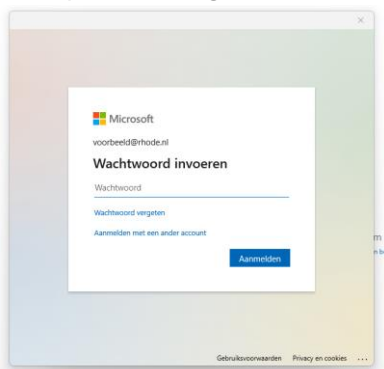 Microsoft
voorbeeld@rhode.nl
Wachtwoord invoeren
Wachtwoord
Wachtwoord vergeten
Aanmelden met een ander account
Aanmelden
Gebruiksvoorwaarden Privacy en cookies ...